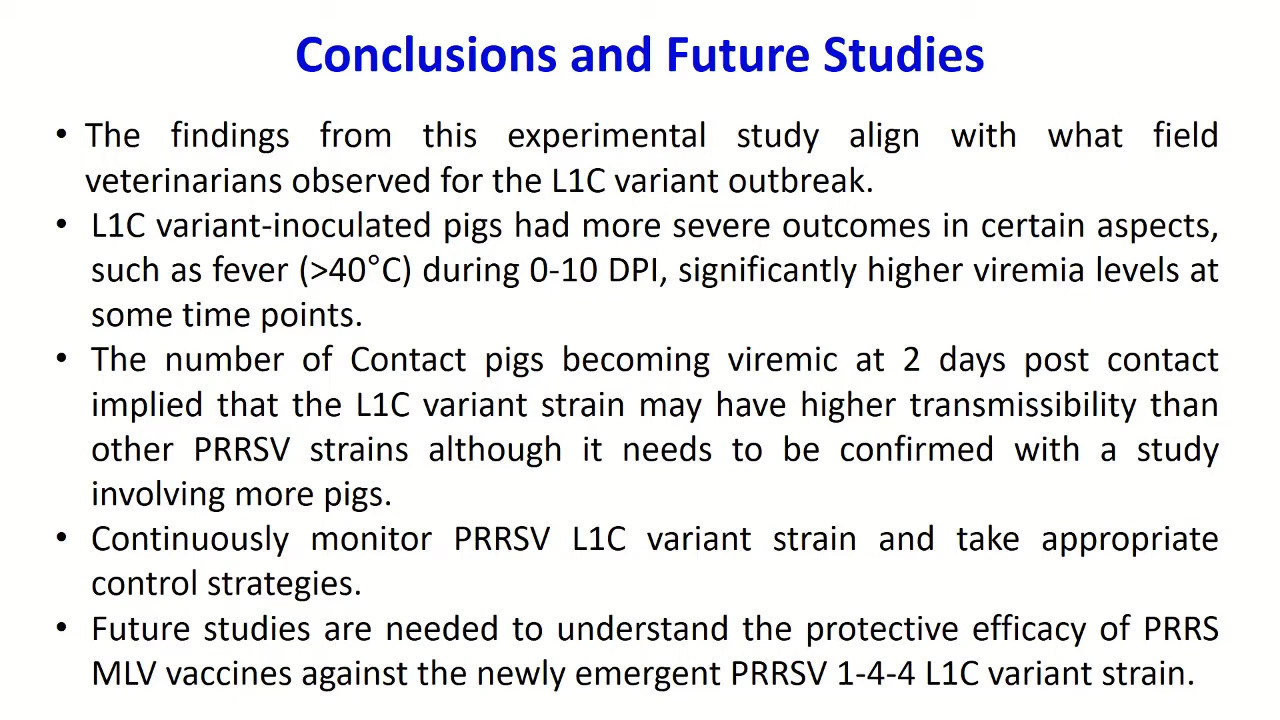 Conclusions and Future Studies
• The findings from this experimental study align with what field
veterinarians observed for the L1C variant outbreak.
• L1C variant-inoculated pigs had more severe outcomes in certain aspects,
such as fever (>40°C) during 0-10 DPI, significantly higher viremia levels at
some time points.
• The number of Contact pigs becoming viremic at 2 days post contact
implied that the L1C variant strain may have higher transmissibility than
other PRRSV strains although it needs to be confirmed with a study
involving more pigs.
• Continuously monitor PRRSV L1C variant strain and take appropriate
control strategies.
• Future studies are needed to understand the protective efficacy of PRRS
MLV vaccines against the newly emergent PRRSV 1-4-4 L1C variant strain.